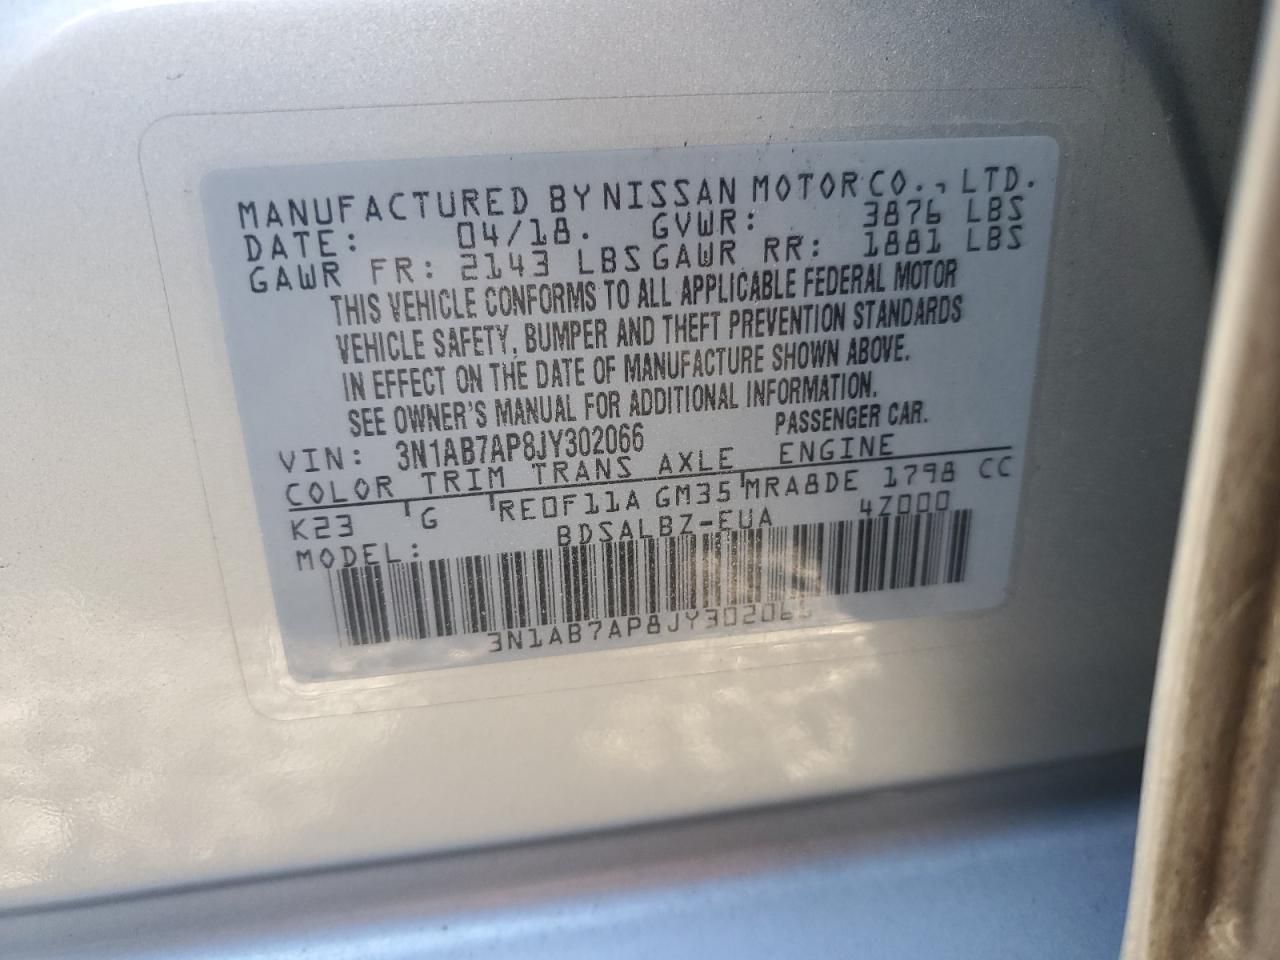 MANUFACTURED BY NISSAN MOTOR CO., LTD.
DATE: 04/18. GVWR: 3876 LBS
GAWR FR: 2143 LBS GAWR RR: 1881 LBS
THIS VEHICLE CONFORMS TO ALL APPLICABLE FEDERAL MOTOR
VEHICLE SAFETY, BUMPER AND THEFT PREVENTION STANDARDS
IN EFFECT ON THE DATE OF MANUFACTURE SHOWN ABOVE.
SEE OWNER'S MANUAL FOR ADDITIONAL INFORMATION.
VIN: 3N1AB7AP8JY302066 PASSENGER CAR.
COLOR TRIM TRANS AXLE ENGINE
K23 G RE0F11A GM35 MRA8DE 1798 CC
MODEL: BDSALBZ-EUA 4Z000
3N1AB7AP8JY302066